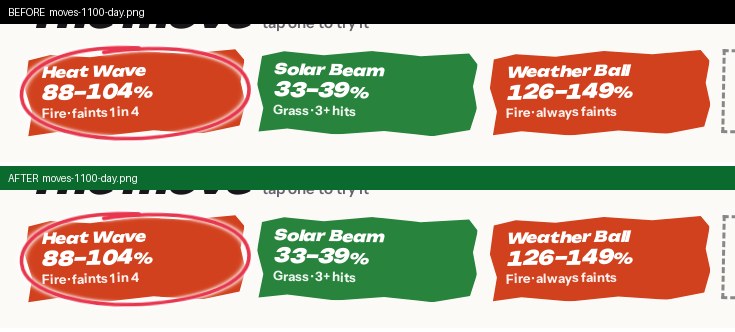 BEFORE moves-1100-day.png
tap one to try it
Heat Wave
88–104%
Fire·faints 1 in 4
Solar Beam
33–39%
Grass·3+ hits
Weather Ball
126–149%
Fire·always faints
AFTER moves-1100-day.png
tap one to try it
Heat Wave
88–104%
Fire·faints 1 in 4
Solar Beam
33–39%
Grass·3+ hits
Weather Ball
126–149%
Fire·always faints